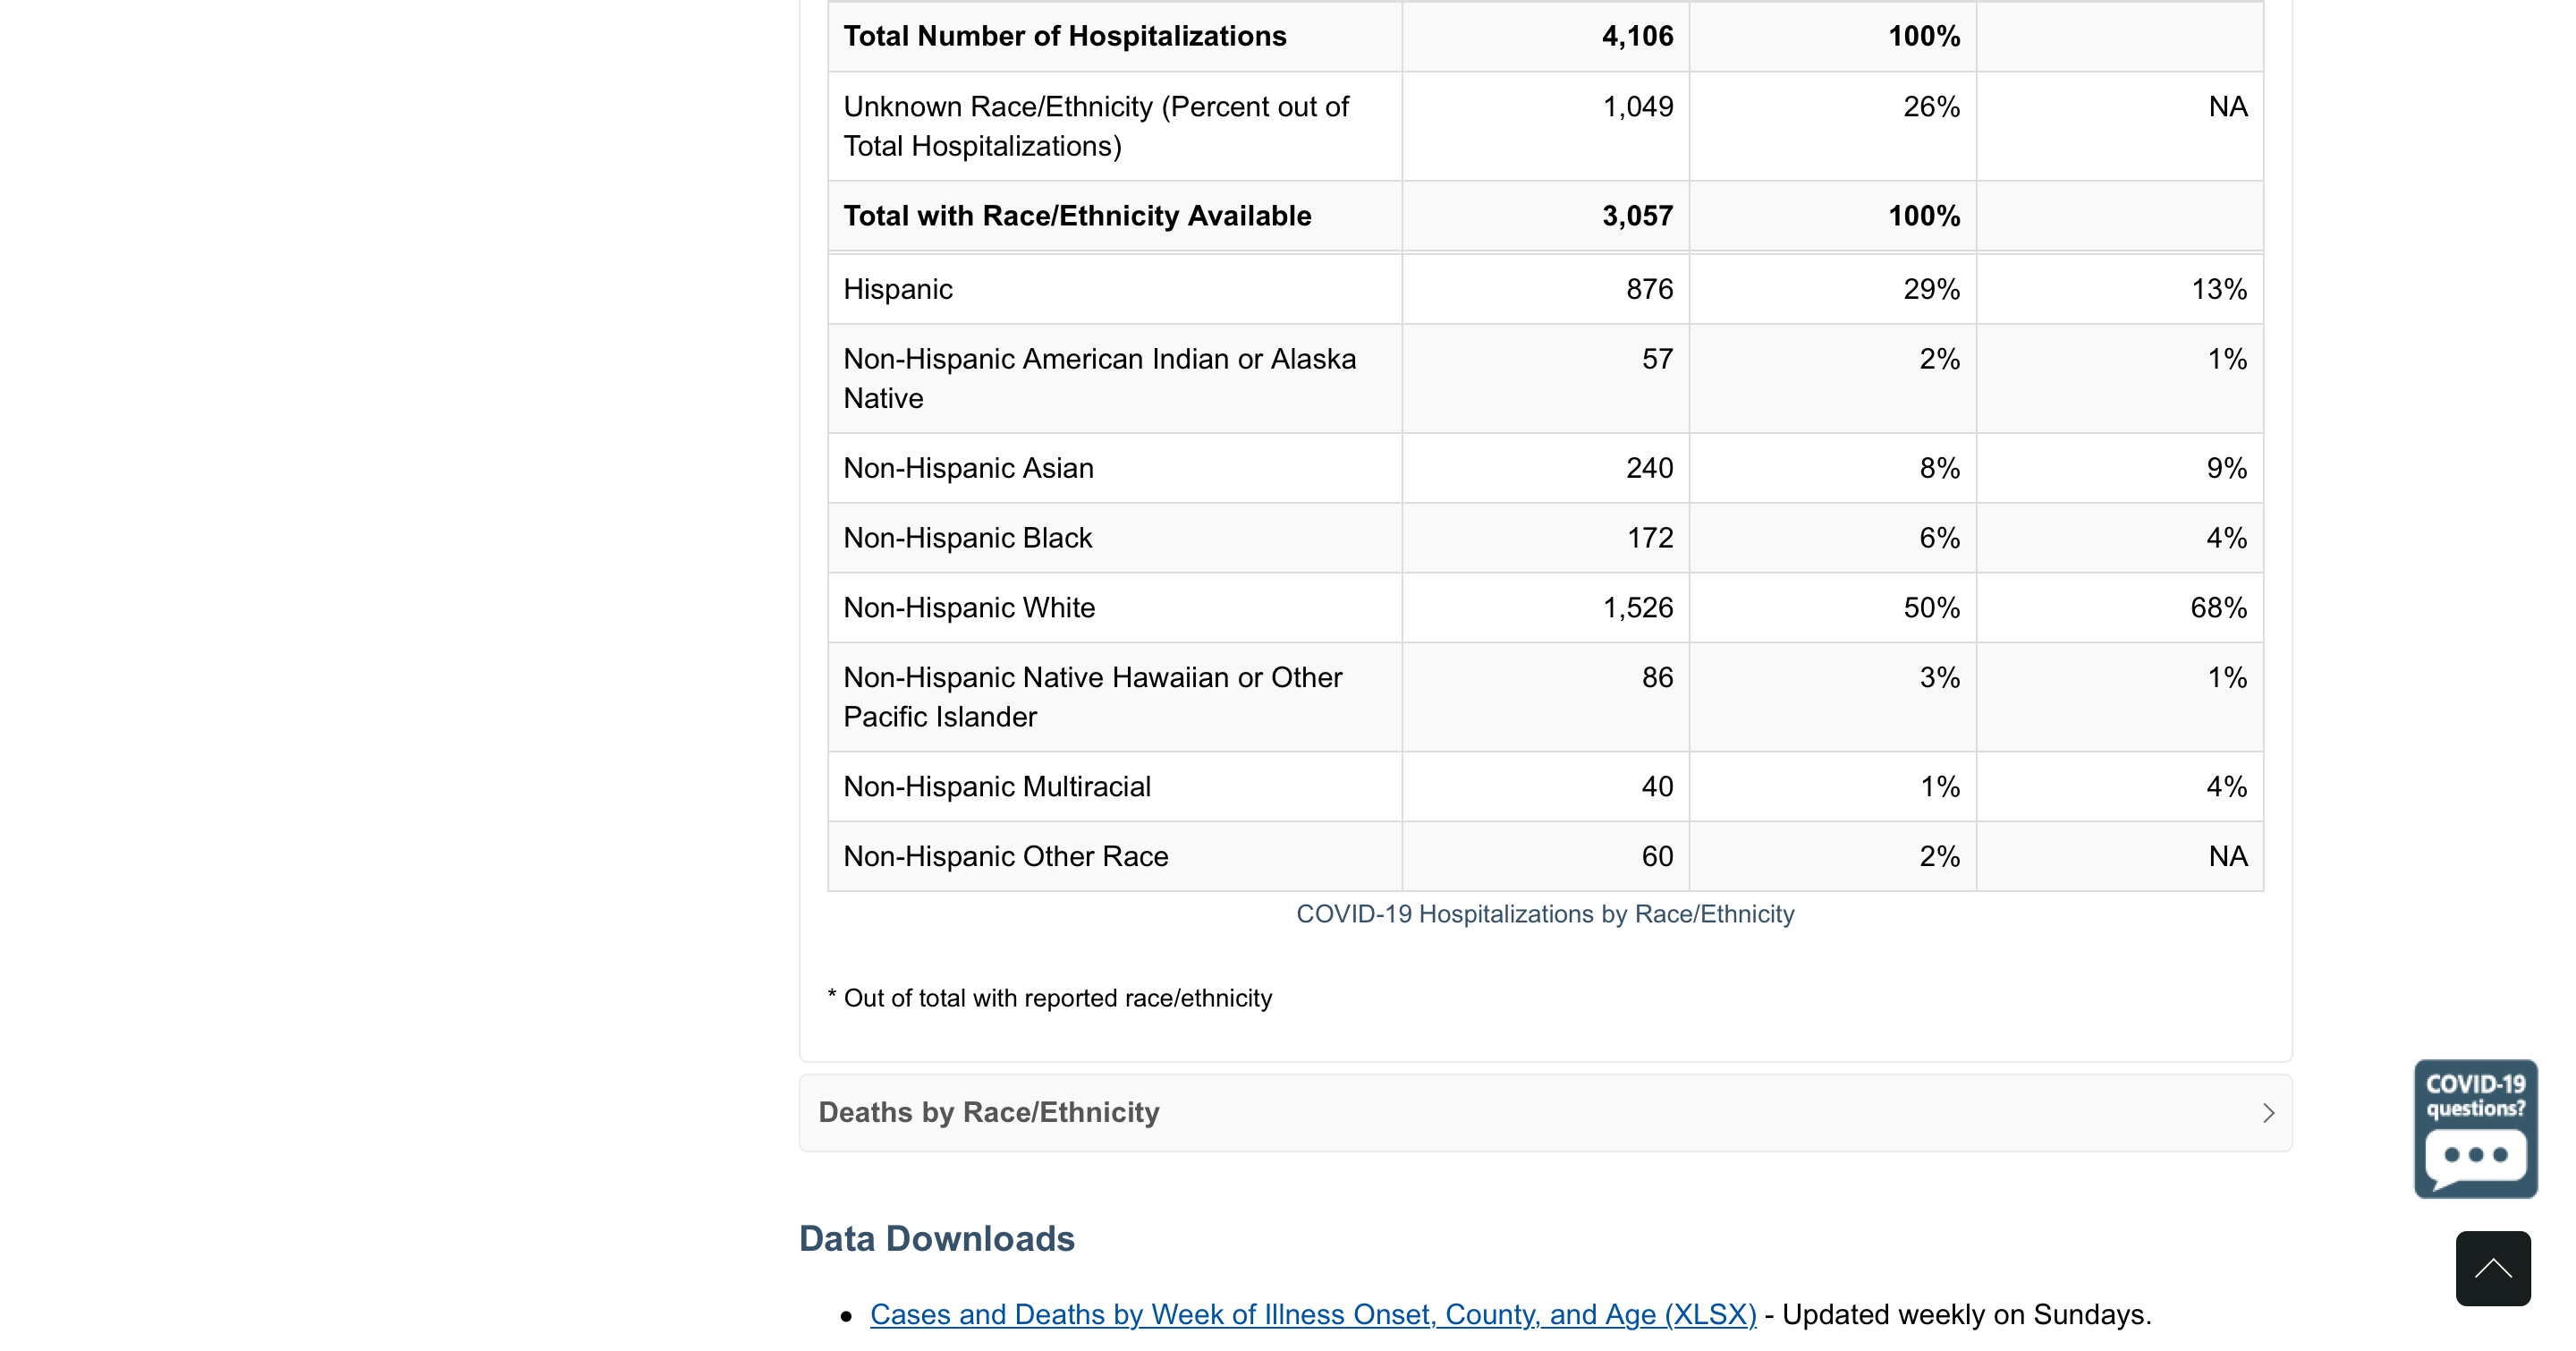 Total Number of Hospitalizations 4,106 100%
Unknown Race/Ethnicity (Percent out of 1,049 26% NA
Total Hospitalizations)
Total with Race/Ethnicity Available 3,057 100%
Hispanic 876 29% 13%
Non-Hispanic American Indian or Alaska 57 2% 1%
Native
Non-Hispanic Asian 240 8% 9%
Non-Hispanic Black 172 6% 4%
Non-Hispanic White 1,526 50% 68%
Non-Hispanic Native Hawaiian or Other 86 3% 1%
Pacific Islander
Non-Hispanic Multiracial 40 1% 4%
Non-Hispanic Other Race 60 2% NA
COVID-19 Hospitalizations by Race/Ethnicity
* Out of total with reported race/ethnicity
Deaths by Race/Ethnicity
COVID-19
questions?
Data Downloads
• Cases and Deaths by Week of Illness Onset, County, and Age (XLSX) - Updated weekly on Sundays.